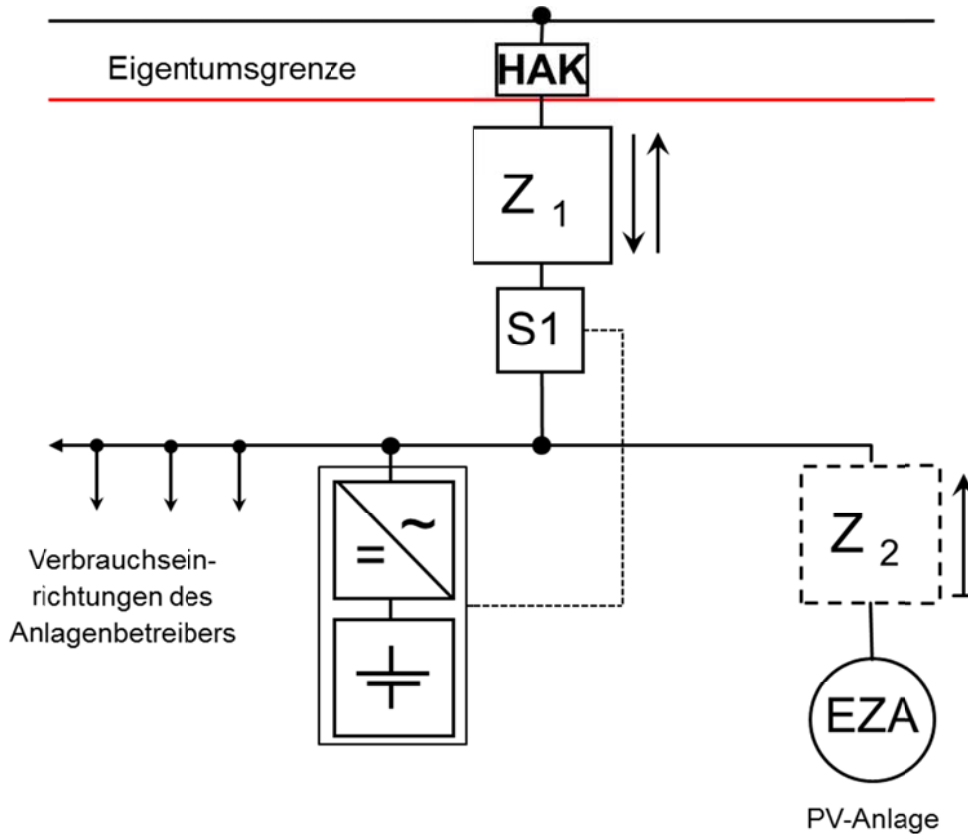 Eigentumsgrenze
HAK
Z 1
S1
Verbrauchsein-
richtungen des
Anlagenbetreibers
~
=
Z 2
EZA
PV-Anlage